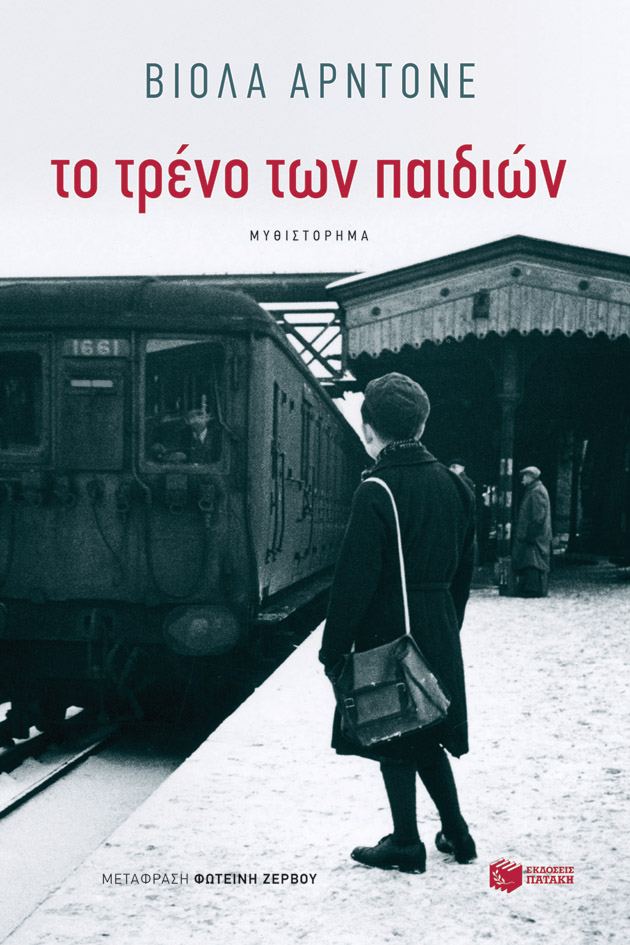 ΒΙΟΛΑ ΑΡΝΤΟΝΕ
το τρένο των παιδιών
ΜΥΘΙΣΤΟΡΗΜΑ
1661
ΜΕΤΑΦΡΑΣΗ ΦΩΤΕΙΝΗ ΖΕΡΒΟΥ
ΕΚΔΟΣΕΙΣ
ΠΑΤΑΚΗ